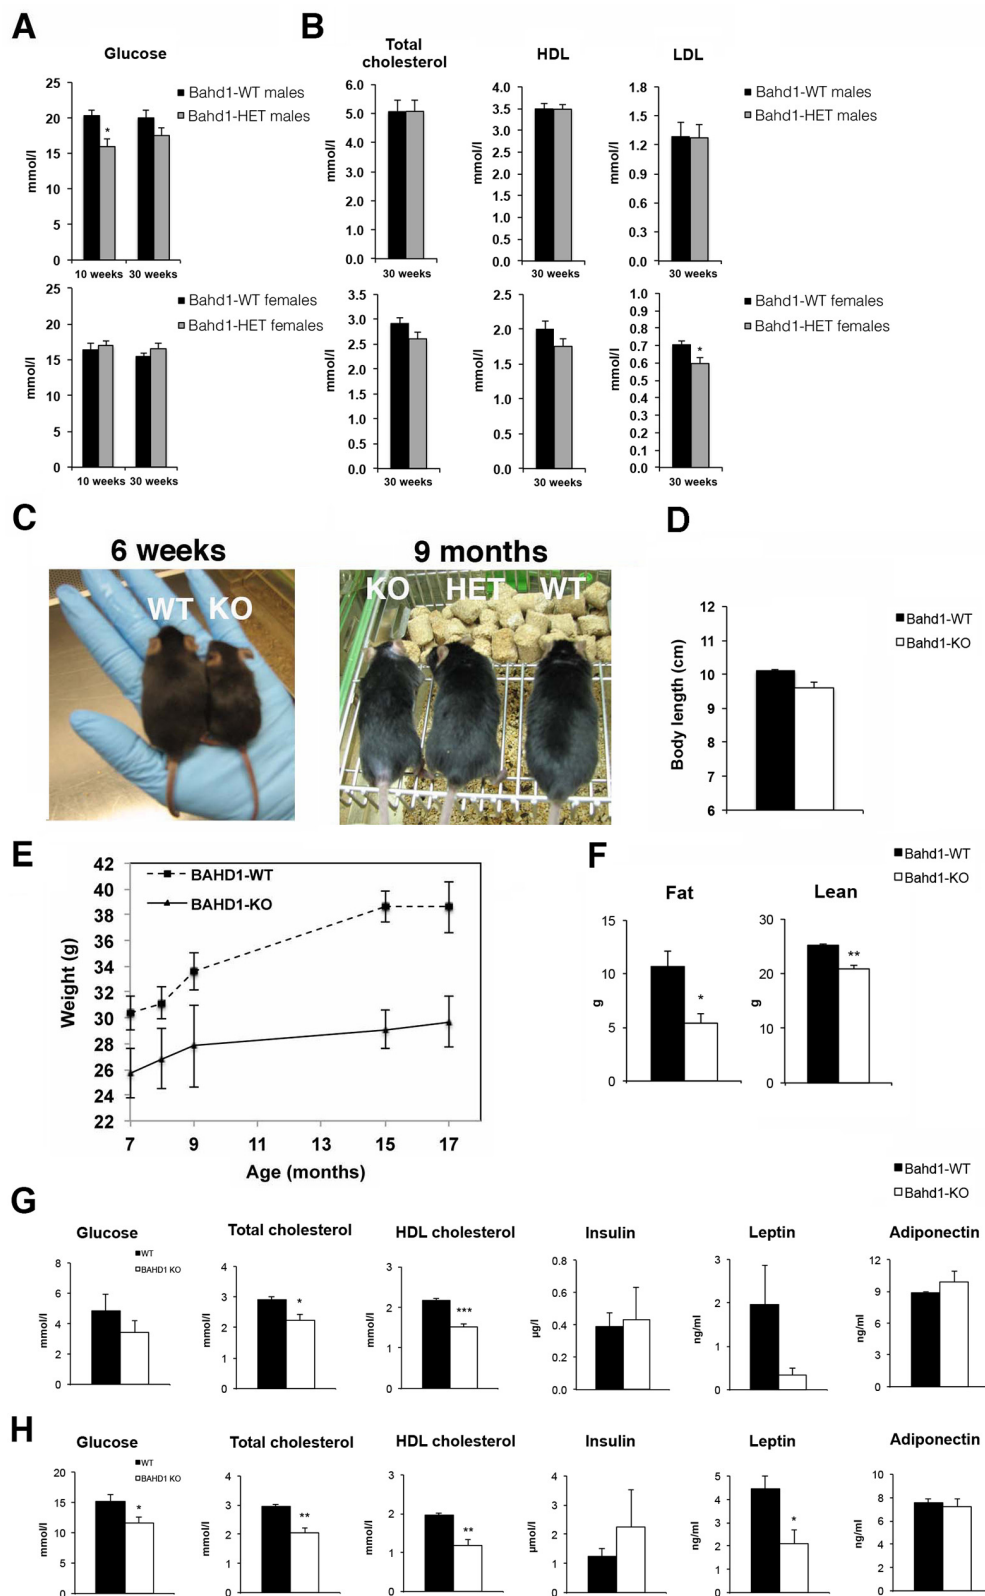 A
Glucose
25
20
15
10
5
0
mmol/l
*
10 weeks 30 weeks
Bahd1-WT males
Bahd1-HET males
25
20
15
10
5
0
mmol/l
10 weeks 30 weeks
Bahd1-WT females
Bahd1-HET females
B
Total
cholesterol
6.0
5.0
4.0
3.0
2.0
1.0
0.0
mmol/l
30 weeks
HDL
4.0
3.5
3.0
2.5
2.0
1.5
1.0
0.5
0.0
mmol/l
30 weeks
LDL
1.8
1.5
1.2
0.9
0.6
0.3
0.0
mmol/l
30 weeks
Bahd1-WT males
Bahd1-HET males
3.5
3.0
2.5
2.0
1.5
1.0
0.5
0.0
mmol/l
30 weeks
2.5
2.0
1.5
1.0
0.5
0.0
mmol/l
30 weeks
1.0
0.9
0.8
0.7
0.6
0.5
0.4
0.3
0.2
0.1
0.0
mmol/l
*
30 weeks
Bahd1-WT females
Bahd1-HET females
C
6 weeks
WT KO
9 months
KO HET WT
D
12
11
10
9
8
7
6
Body length (cm)
Bahd1-WT
Bahd1-KO
E
42
40
38
36
34
32
30
28
26
24
22
Weight (g)
BAHD1-WT
BAHD1-KO
7 9 11 13 15 17
Age (months)
F
Bahd1-WT
Bahd1-KO
Fat
15
10
5
0
g
*
Lean
30
20
10
0
g
**
Bahd1-WT
Bahd1-KO
G
Glucose
WT
BAHD1 KO
8
6
4
2
0
mmol/l
Total cholesterol
4
3
2
1
0
mmol/l
*
HDL cholesterol
3
2
1
0
mmol/l
***
Insulin
0.8
0.6
0.4
0.2
0.0
µg/l
Leptin
3
2
1
0
ng/ml
Adiponectin
12
9
6
3
0
ng/ml
H
Glucose
WT
BAHD1 KO
20
15
10
5
0
mmol/l
*
Total cholesterol
4
3
2
1
0
mmol/l
**
HDL cholesterol
3
2
1
0
mmol/l
**
Insulin
4
3
2
1
0
µmol/l
Leptin
5
4
3
2
1
0
ng/ml
*
Adiponectin
10
8
6
4
2
0
ng/ml